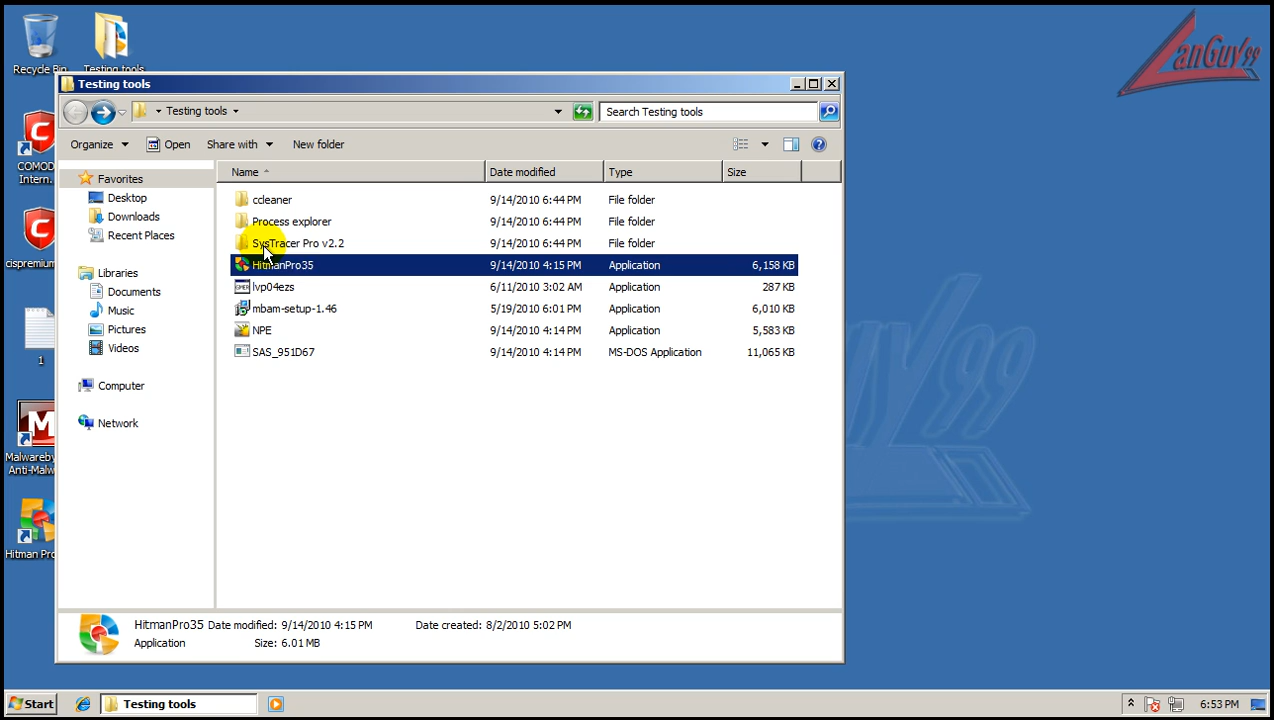 Recycle Bin
Testing tools
LanGuy99
Testing tools
Testing tools
Search Testing tools
Organize Open Share with New folder
Name Date modified Type Size
Favorites
Desktop
Downloads
Recent Places
Libraries
Documents
Music
Pictures
Videos
Computer
Network
ccleaner 9/14/2010 6:44 PM File folder
Process explorer 9/14/2010 6:44 PM File folder
SysTracer Pro v2.2 9/14/2010 6:44 PM File folder
HitmanPro35 9/14/2010 4:15 PM Application 6,158 KB
lvp04ezs 6/11/2010 3:02 AM Application 287 KB
mbam-setup-1.46 5/19/2010 6:01 PM Application 6,010 KB
NPE 9/14/2010 4:14 PM Application 5,583 KB
SAS_951D67 9/14/2010 4:14 PM MS-DOS Application 11,065 KB
COMO
Intern.
cispremium
1
Malwareby
Anti-Malw
Hitman Pro
HitmanPro35 Date modified: 9/14/2010 4:15 PM Date created: 8/2/2010 5:02 PM
Application Size: 6.01 MB
Start
Testing tools
6:53 PM